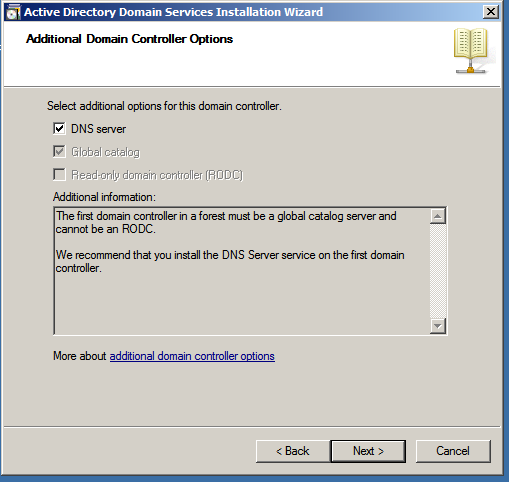 Active Directory Domain Services Installation Wizard
Additional Domain Controller Options
Select additional options for this domain controller.
DNS server
Global catalog
Read-only domain controller (RODC)
Additional information:
The first domain controller in a forest must be a global catalog server and
cannot be an RODC.
We recommend that you install the DNS Server service on the first domain
controller.
More about additional domain controller options
< Back
Next >
Cancel